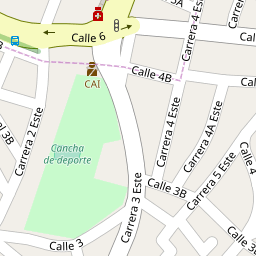 Calle 6
Calle 4B
CAI
Carrera 4 Este
Carrera 4 Este
Carrera 4A Este
Carrera 2 Este
Cancha
de deporte
Carrera 3 Este
Carrera 5 Este
Calle 3B
Calle 3